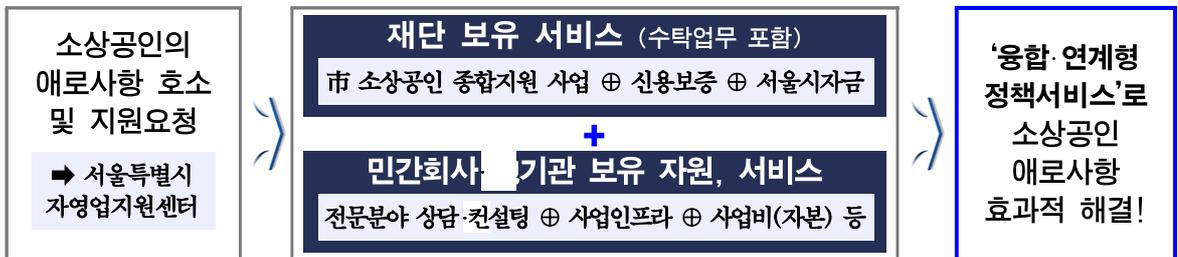 소상공인의
애로사항 호소
및 지원요청
➡ 서울특별시
자영업지원센터
재단 보유 서비스 (수탁업무 포함)
市 소상공인 종합지원 사업 ⊕ 신용보증 ⊕ 서울시자금
+
민간회사· 기관 보유 자원, 서비스
전문분야 상담·컨설팅 ⊕ 사업인프라 ⊕ 사업비(자본) 등
‘융합·연계형
정책서비스’로
소상공인
애로사항
효과적 해결!